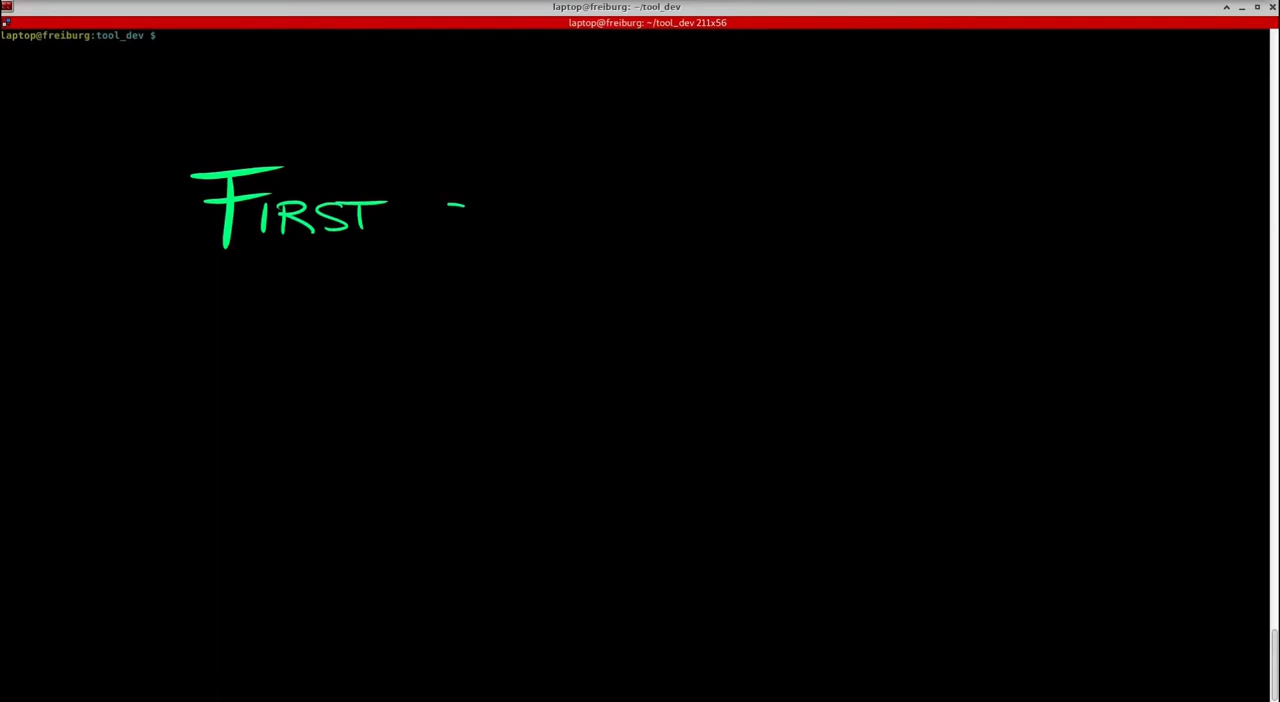 laptop@freiburg: ~/tool_dev
laptop@freiburg: ~/tool_dev 211x56
laptop@freiburg:tool_dev $
FIRST -